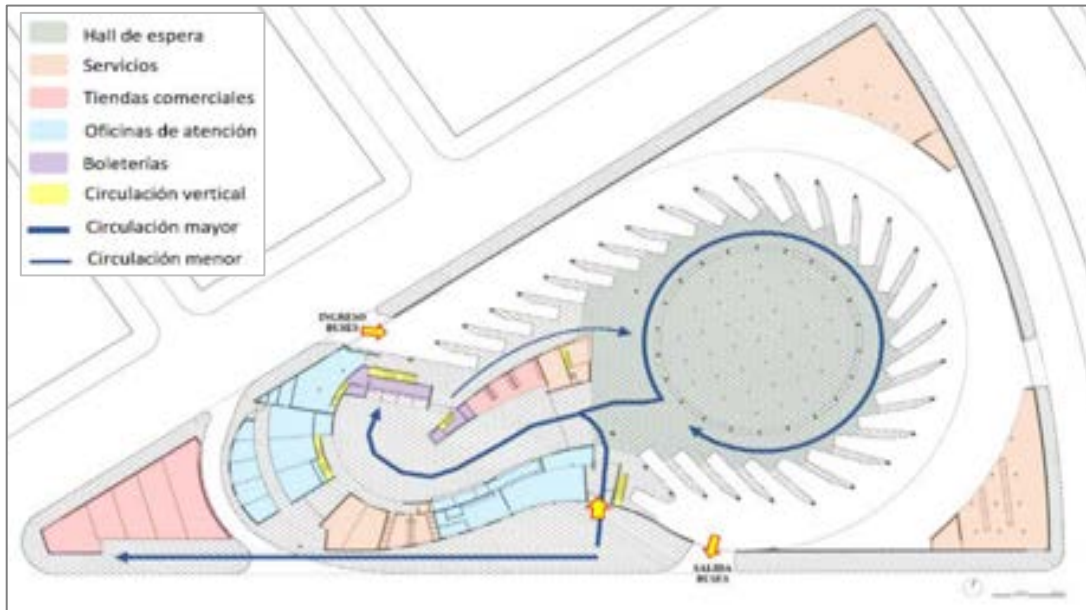 Hall de espera
Servicios
Tiendas comerciales
Oficinas de atención
Boleterías
Circulación vertical
Circulación mayor
Circulación menor
INGRESO
BUSES
SALIDA
BUSES